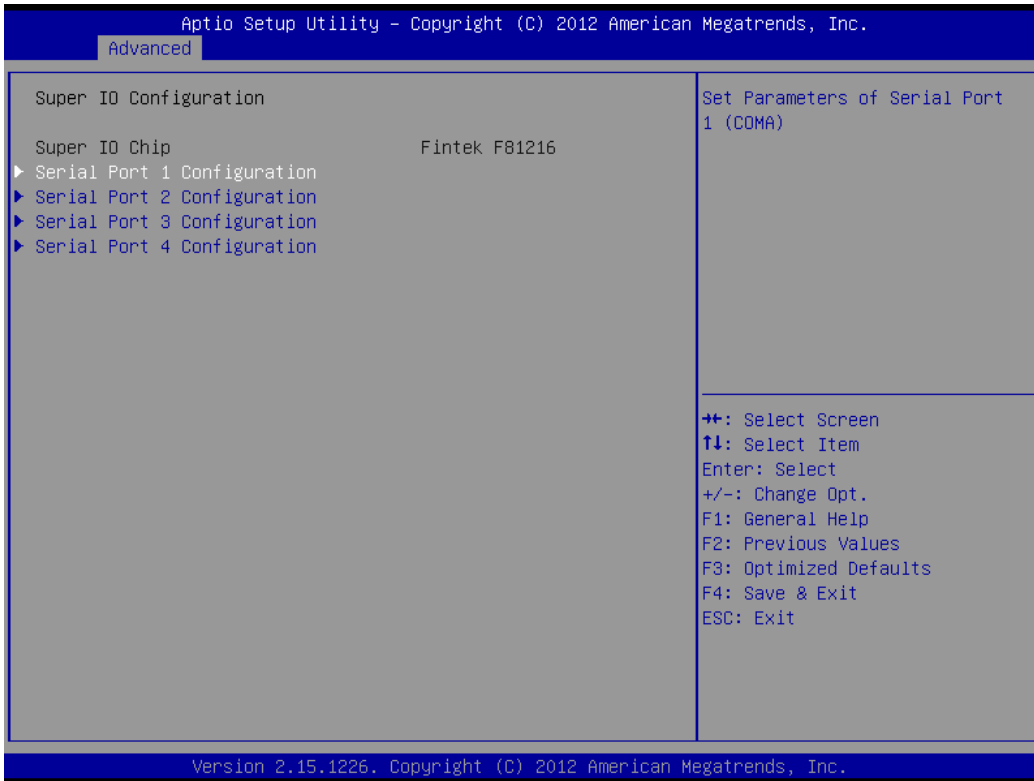 Aptio Setup Utility – Copyright (C) 2012 American Megatrends, Inc.
Advanced
Super IO Configuration
Super IO Chip Fintek F81216
▶ Serial Port 1 Configuration
▶ Serial Port 2 Configuration
▶ Serial Port 3 Configuration
▶ Serial Port 4 Configuration
Set Parameters of Serial Port
1 (COMA)
→←: Select Screen
↑↓: Select Item
Enter: Select
+/-: Change Opt.
F1: General Help
F2: Previous Values
F3: Optimized Defaults
F4: Save & Exit
ESC: Exit
Version 2.15.1226. Copyright (C) 2012 American Megatrends, Inc.